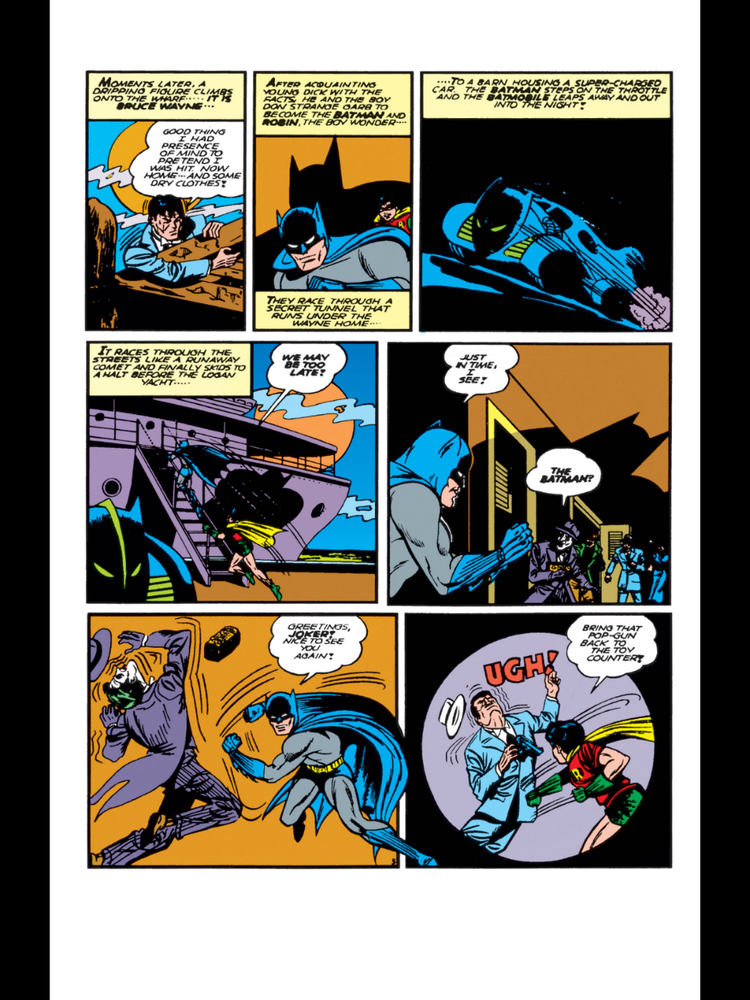 MOMENTS LATER, A
DRIPPING FIGURE CLIMBS
ONTO THE WHARF..... IT IS
BRUCE WAYNE...
GOOD THING
I HAD
PRESENCE
OF MIND TO
PRETEND I
WAS HIT. NOW
HOME...AND SOME
DRY CLOTHES!
AFTER ACQUAINTING
YOUNG DICK WITH THE
FACTS, HE AND THE BOY
DON STRANGE GARB TO
BECOME THE BATMAN AND
ROBIN, THE BOY WONDER....
THEY RACE THROUGH A
SECRET TUNNEL THAT
RUNS UNDER THE
WAYNE HOME....
....TO A BARN HOUSING A SUPER-CHARGED
CAR. THE BATMAN STEPS ON THE THROTTLE
AND THE BATMOBILE LEAPS AWAY AND OUT
INTO THE NIGHT!
IT RACES THROUGH THE
STREETS LIKE A RUNAWAY
COMET AND FINALLY SKIDS TO
A HALT BEFORE THE LOGAN
YACHT.....
WE MAY
BE TOO
LATE!
JUST
IN TIME,
I
SEE!
THE
BATMAN?
GREETINGS,
JOKER!
NICE TO SEE
YOU
AGAIN!
5
BRING THAT
POP-GUN
BACK TO
THE TOY
COUNTER!
UGH!
R